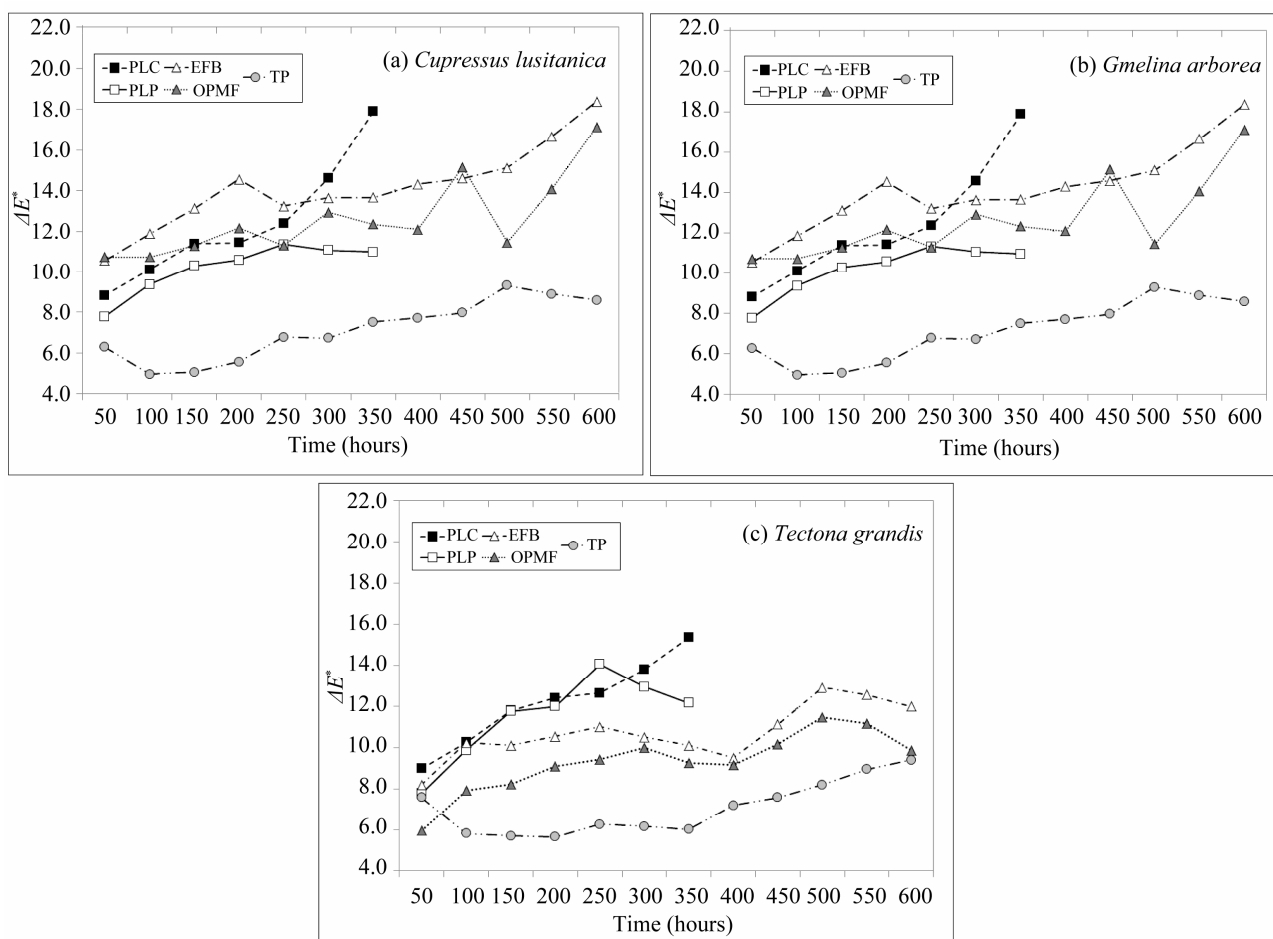 (a) Cupressus lusitanica
PLC EFB TP
PLP OPMF
ΔE*
22.0
20.0
18.0
16.0
14.0
12.0
10.0
8.0
6.0
4.0
50 100 150 200 250 300 350 400 450 500 550 600
Time (hours)
(b) Gmelina arborea
PLC EFB TP
PLP OPMF
ΔE*
22.0
20.0
18.0
16.0
14.0
12.0
10.0
8.0
6.0
4.0
50 100 150 200 250 300 350 400 450 500 550 600
Time (hours)
(c) Tectona grandis
PLC EFB TP
PLP OPMF
ΔE*
22.0
20.0
18.0
16.0
14.0
12.0
10.0
8.0
6.0
4.0
50 100 150 200 250 300 350 400 450 500 550 600
Time (hours)